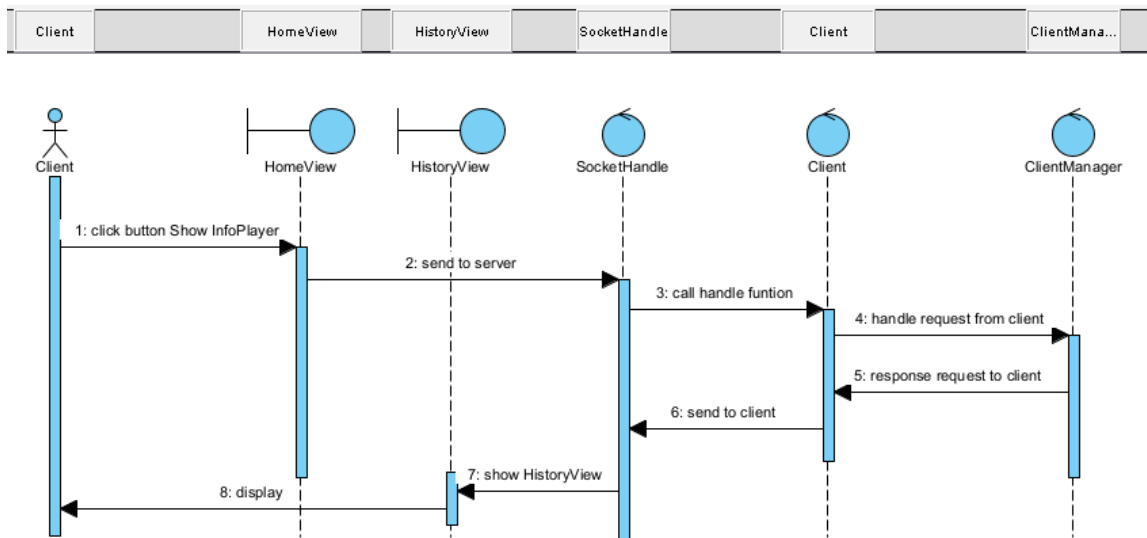 Client
HomeView
HistoryView
SocketHandle
Client
ClientMana...
Client
HomeView
HistoryView
SocketHandle
Client
ClientManager
1: click button Show InfoPlayer
2: send to server
3: call handle funtion
4: handle request from client
5: response request to client
6: send to client
7: show HistoryView
8: display